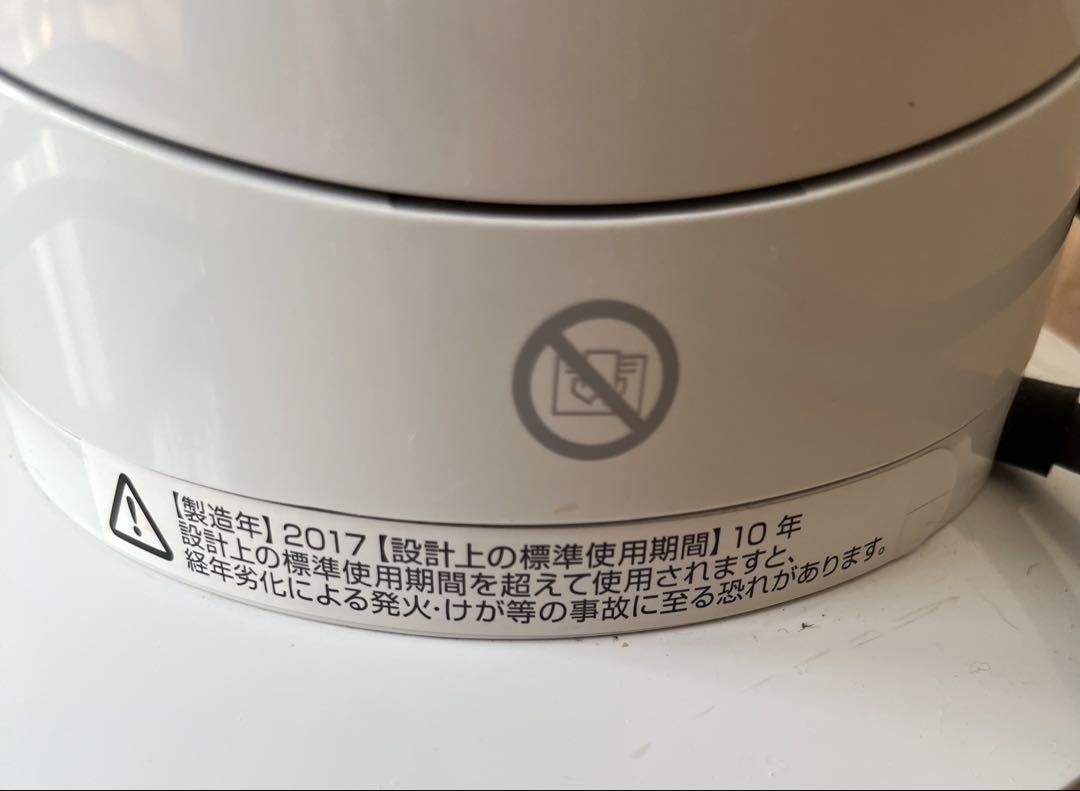 【製造年】2017【設計上の標準使用期間】10 年
設計上の標準使用期間を超えて使用されますと、
経年劣化による発火・けが等の事故に至る恐れがあります。